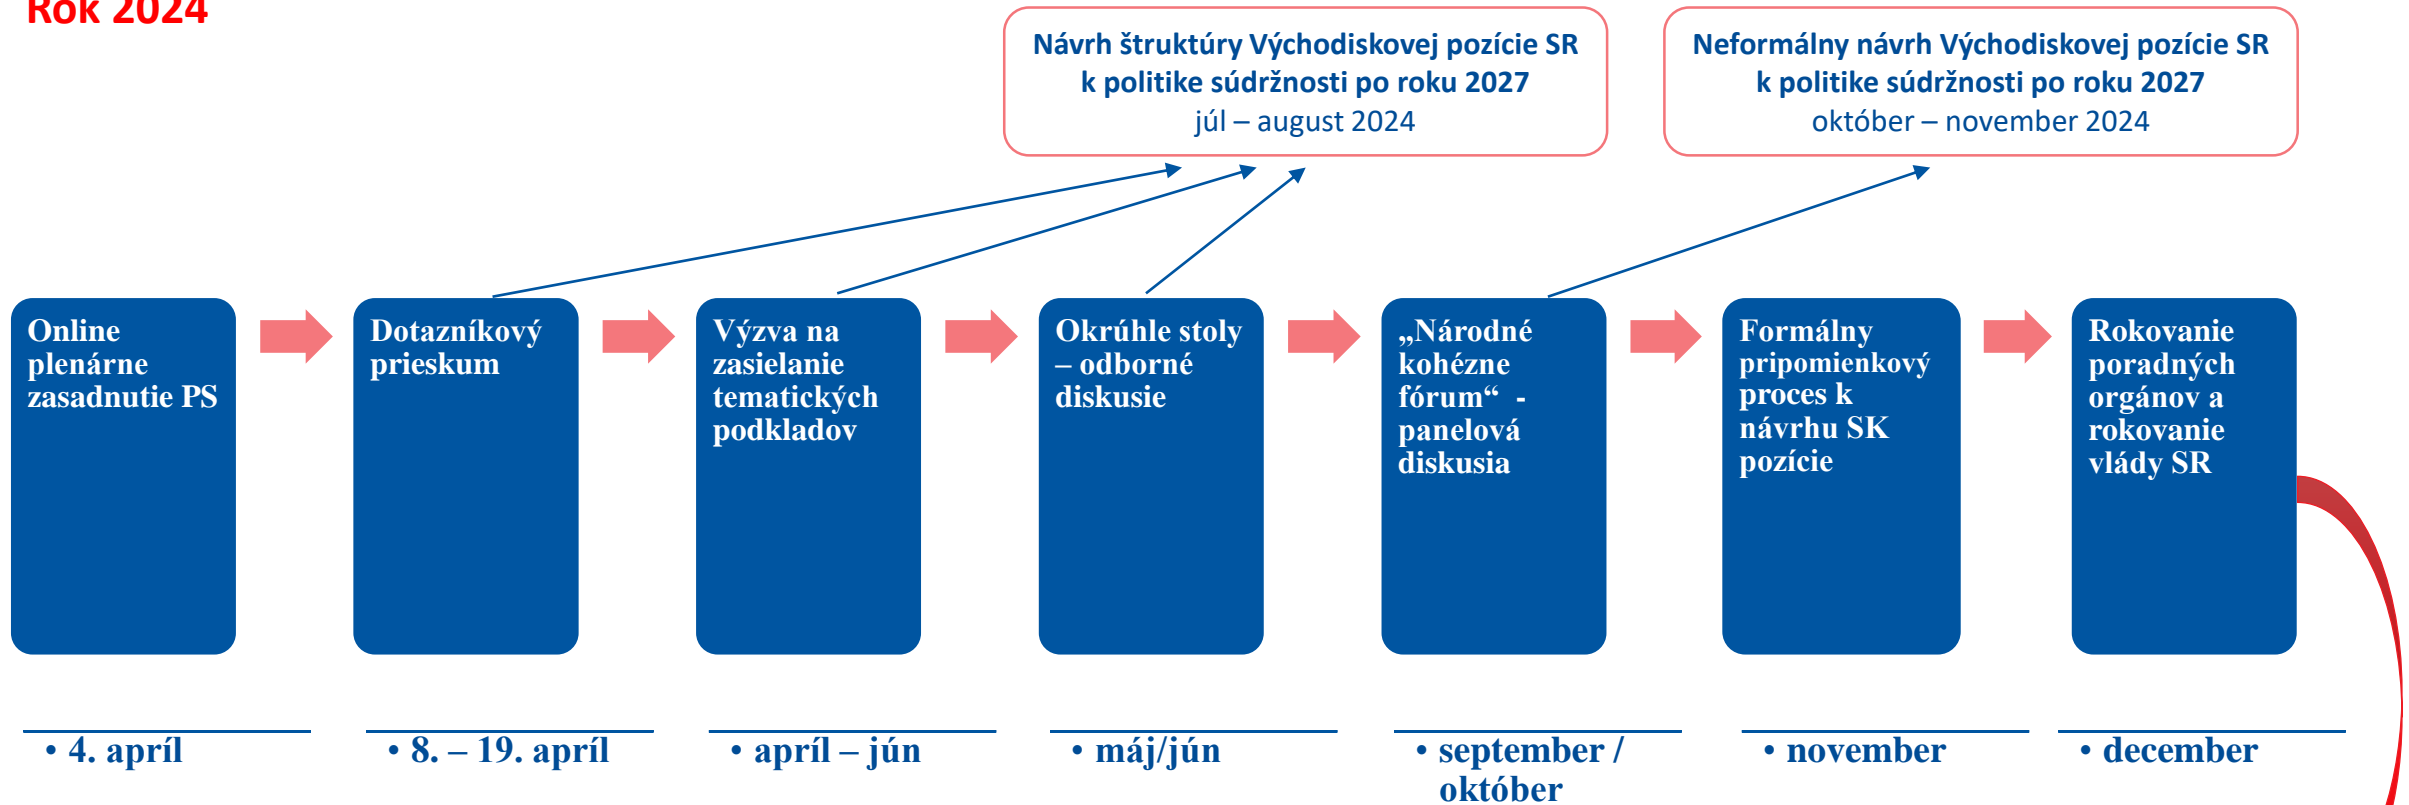 Rok 2024
Návrh štruktúry Východiskovej pozície SR
k politike súdržnosti po roku 2027
júl – august 2024
Neformálny návrh Východiskovej pozície SR
k politike súdržnosti po roku 2027
október – november 2024
Online
plenárne
zasadnutie PS
Dotazníkový
prieskum
Výzva na
zasielanie
tematických
podkladov
Okrúhle stoly
– odborné
diskusie
„Národné
kohézne
fórum“ -
panelová
diskusia
Formálny
pripomienkový
proces k
návrhu SK
pozície
Rokovanie
poradných
orgánov a
rokovanie
vlády SR
• 4. apríl
• 8. – 19. apríl
• apríl – jún
• máj/jún
• september /
október
• november
• december